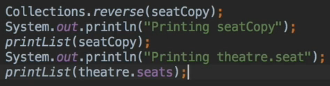 Collections.reverse(seatCopy);
System.out.println("Printing seatCopy");
printList(seatCopy);
System.out.println("Printing theatre.seat");
printList(theatre.seats);